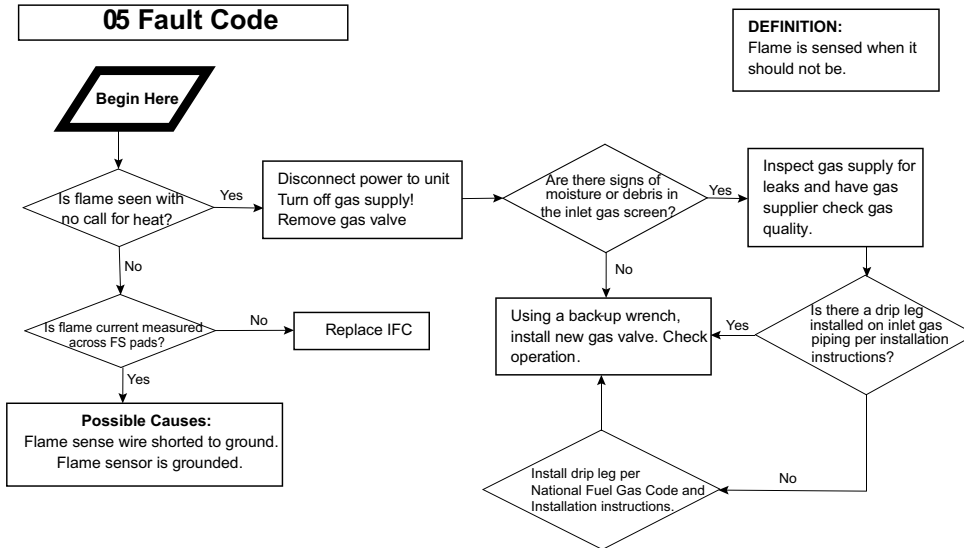 05 Fault Code
DEFINITION:
Flame is sensed when it
should not be.
Begin Here
Is flame seen with
no call for heat?
Yes
Disconnect power to unit
Turn off gas supply!
Remove gas valve
Are there signs of
moisture or debris in
the inlet gas screen?
Yes
Inspect gas supply for
leaks and have gas
supplier check gas
quality.
No
No
Is flame current measured
across FS pads?
No
Replace IFC
Using a back-up wrench,
install new gas valve. Check
operation.
Yes
Is there a drip leg
installed on inlet gas
piping per installation
instructions?
Yes
Possible Causes:
Flame sense wire shorted to ground.
Flame sensor is grounded.
Install drip leg per
National Fuel Gas Code and
Installation instructions.
No